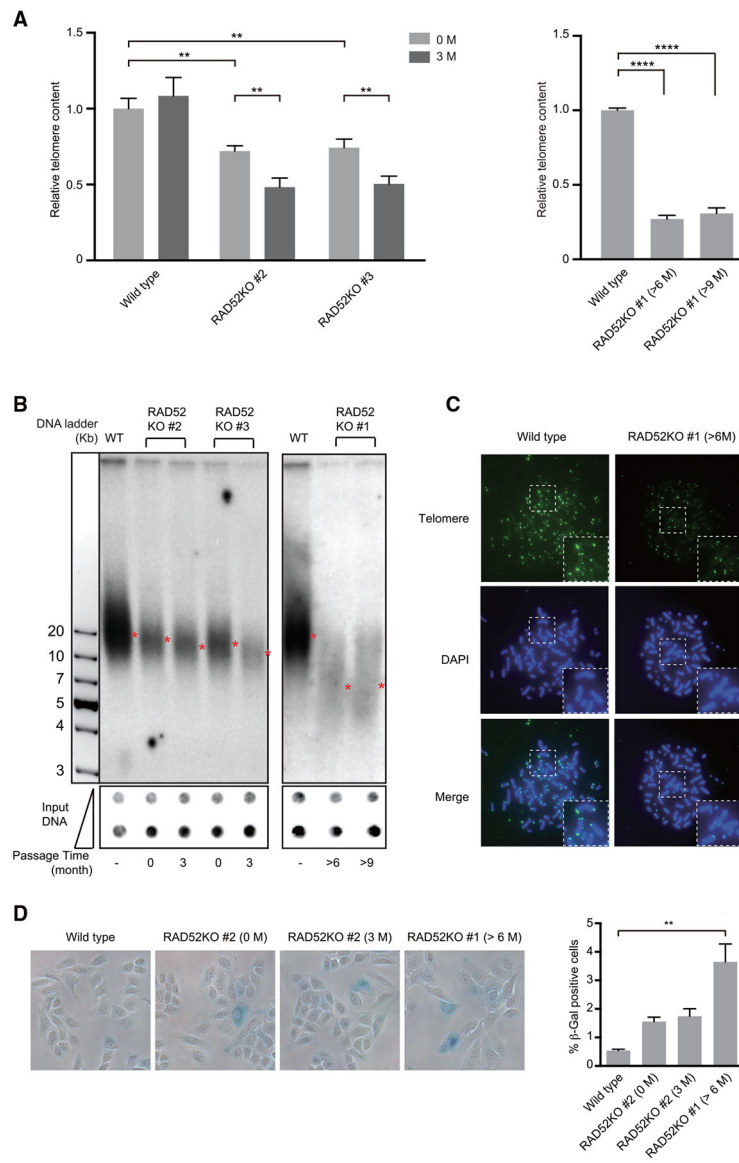 A
**
**
**
**
0 M
3 M
Relative telomere content
1.5
1.0
0.5
0
Wild type
RAD52KO #2
RAD52KO #3
****
****
Relative telomere content
1.5
1.0
0.5
0
Wild type
RAD52KO #1 (>6 M)
RAD52KO #1 (>9 M)
B
DNA ladder
(Kb)
WT
RAD52
KO #2
RAD52
KO #3
WT
RAD52
KO #1
20
10
7
5
4
3
*
*
*
*
*
*
*
*
Input
DNA
Passage Time
(month)
-
0
3
0
3
-
>6
>9
C
Wild type
RAD52KO #1 (>6M)
Telomere
DAPI
Merge
D
Wild type
RAD52KO #2 (0 M)
RAD52KO #2 (3 M)
RAD52KO #1 (> 6 M)
**
% β-Gal positive cells
5
4
3
2
1
0
Wild type
RAD52KO #2 (0 M)
RAD52KO #2 (3 M)
RAD52KO #1 (> 6 M)